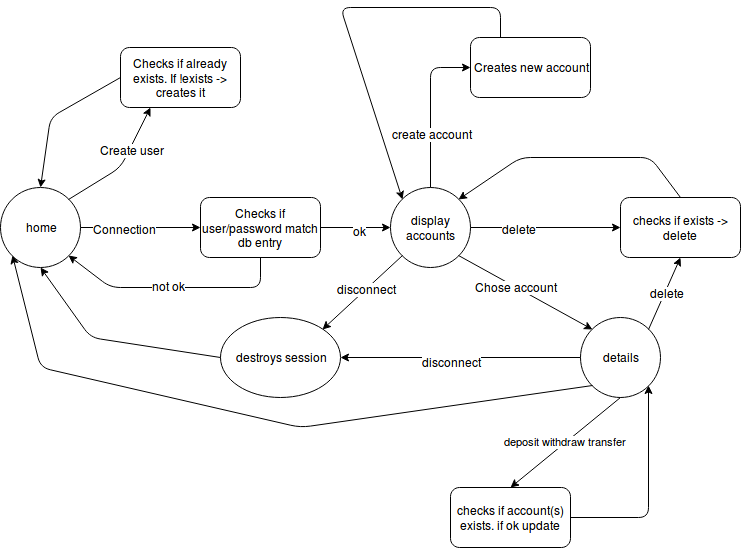 Checks if already
exists. If !exists ->
creates it
Creates new account
create account
Create user
home
Connection
Checks if
user/password match
db entry
ok
display
accounts
delete
checks if exists ->
delete
not ok
disconnect
Chose account
delete
destroys session
disconnect
details
deposit withdraw transfer
checks if account(s)
exists. if ok update